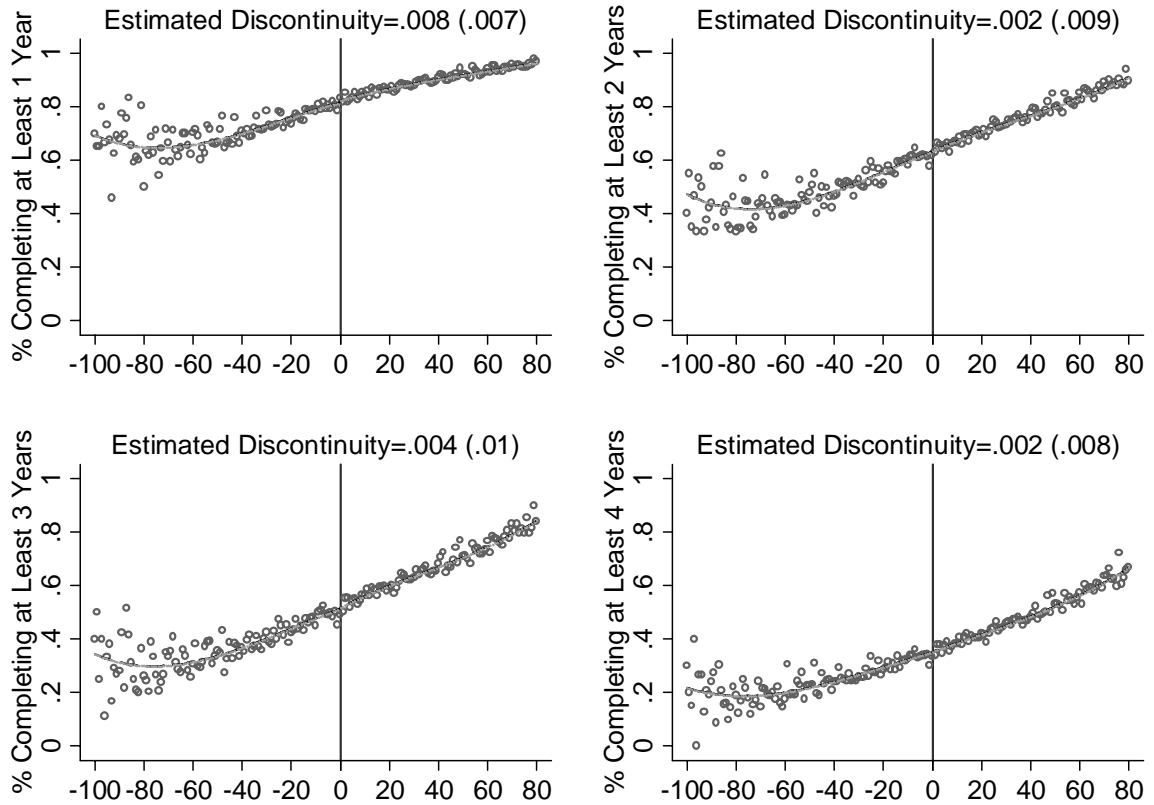 Estimated Discontinuity=.008 (.007)
% Completing at Least 1 Year
1
.8
.6
.4
.2
0
-100 -80 -60 -40 -20 0 20 40 60 80
Estimated Discontinuity=.002 (.009)
% Completing at Least 2 Years
1
.8
.6
.4
.2
0
-100 -80 -60 -40 -20 0 20 40 60 80
Estimated Discontinuity=.004 (.01)
% Completing at Least 3 Years
1
.8
.6
.4
.2
0
-100 -80 -60 -40 -20 0 20 40 60 80
Estimated Discontinuity=.002 (.008)
% Completing at Least 4 Years
1
.8
.6
.4
.2
0
-100 -80 -60 -40 -20 0 20 40 60 80